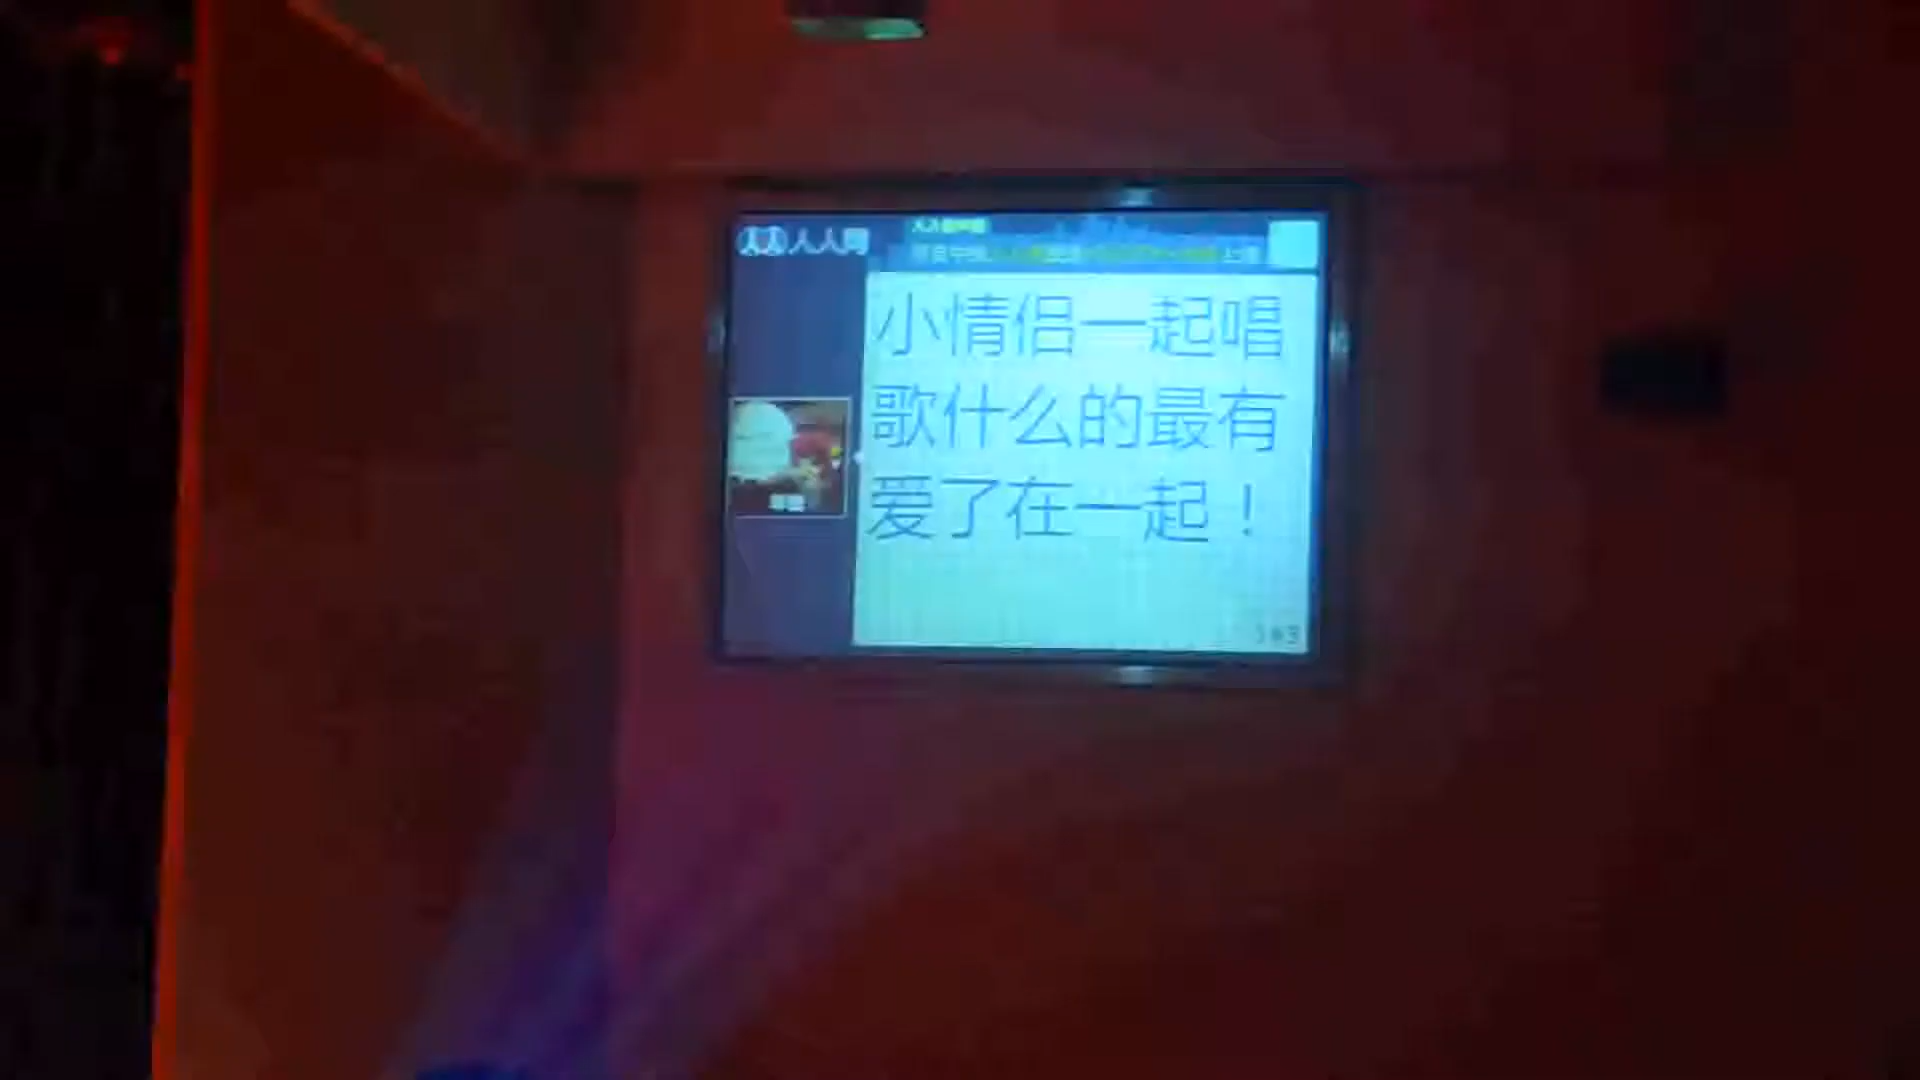 人人网
小情侣一起唱
歌什么的最有
爱了在一起！